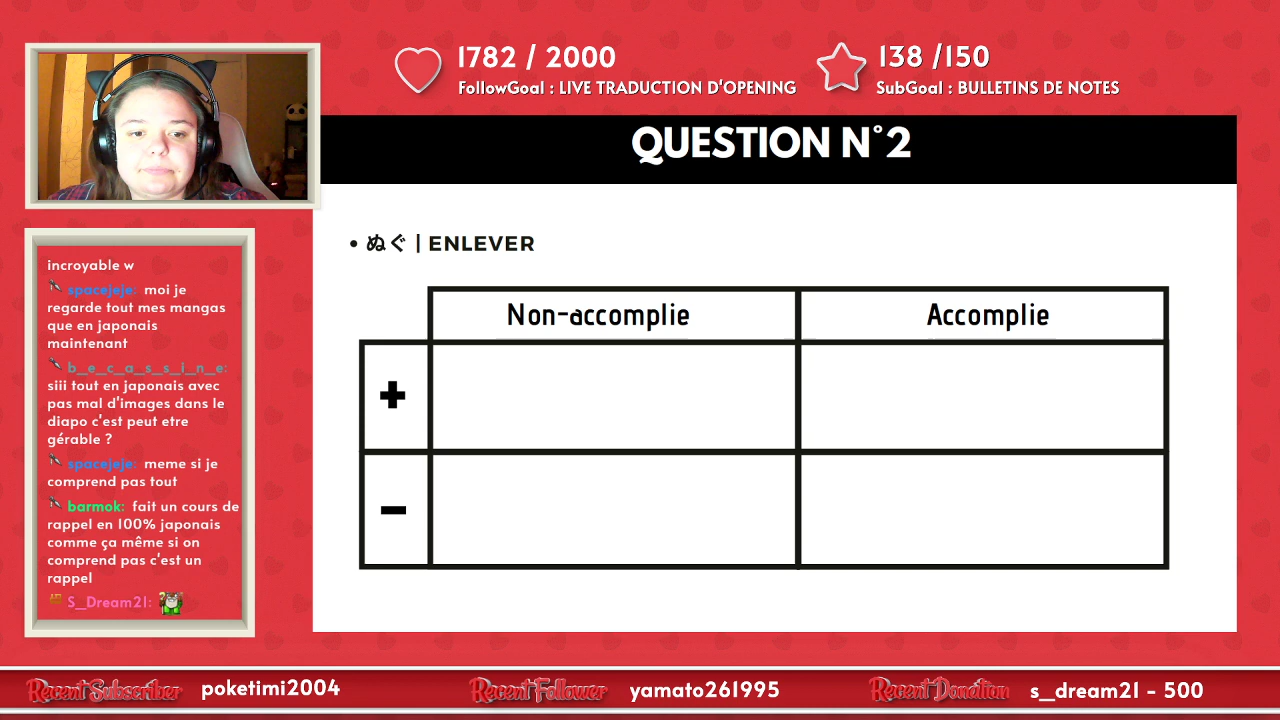 1782 / 2000
FollowGoal : LIVE TRADUCTION D'OPENING
138 /150
SubGoal : BULLETINS DE NOTES
QUESTION N°2
• ぬぐ | ENLEVER
Non-accomplie
Accomplie
+
-
incroyable w
spacejeje: moi je
regarde tout mes mangas
que en japonais
maintenant
b_e_c_a_s_s_i_n_e:
siii tout en japonais avec
pas mal d'images dans le
diapo c'est peut etre
gérable ?
spacejeje: meme si je
comprend pas tout
barmok: fait un cours de
rappel en 100% japonais
comme ça même si on
comprend pas c'est un
rappel
S_Dream21:
Recent Subscriber poketimi2004
Recent Follower yamato261995
Recent Donation s_dream21 - 500